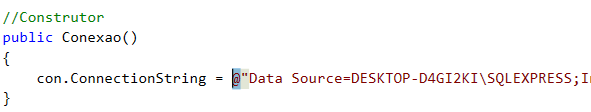 //Construtor
public Conexao()
{
con.ConnectionString = @"Data Source=DESKTOP-D4GI2KI\SQLEXPRESS;
}